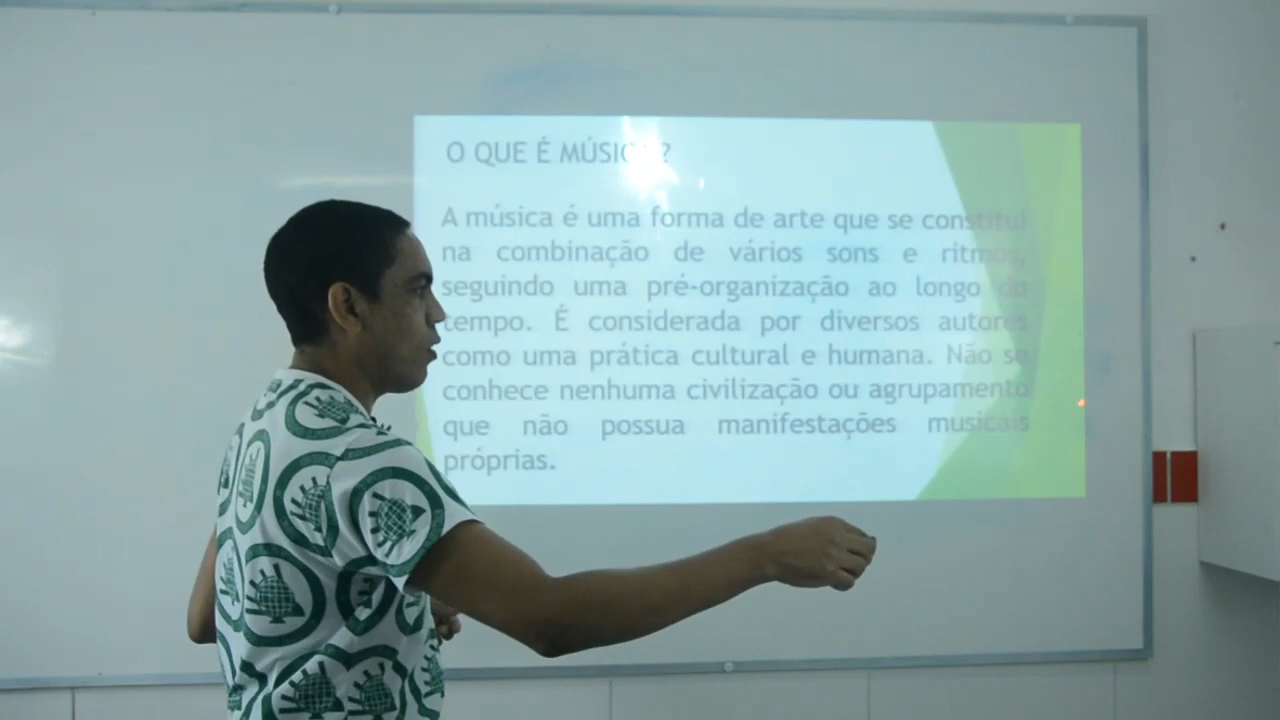 O QUE É MÚSICA?
A música é uma forma de arte que se constitui
na combinação de vários sons e ritmos,
seguindo uma pré-organização ao longo do
tempo. É considerada por diversos autores
como uma prática cultural e humana. Não se
conhece nenhuma civilização ou agrupamento
que não possua manifestações musicais
próprias.